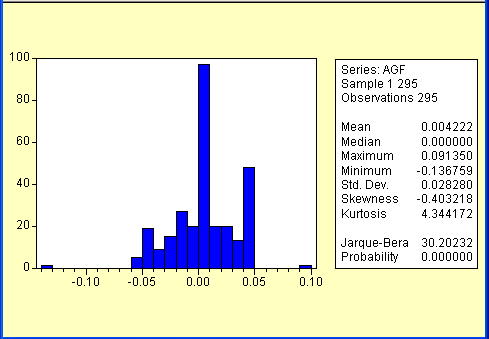 100
80
60
40
20
0
-0.10 -0.05 0.00 0.05 0.10
Series: AGF
Sample 1 295
Observations 295
Mean 0.004222
Median 0.000000
Maximum 0.091350
Minimum -0.136759
Std. Dev. 0.028280
Skewness -0.403218
Kurtosis 4.344172
Jarque-Bera 30.20232
Probability 0.000000